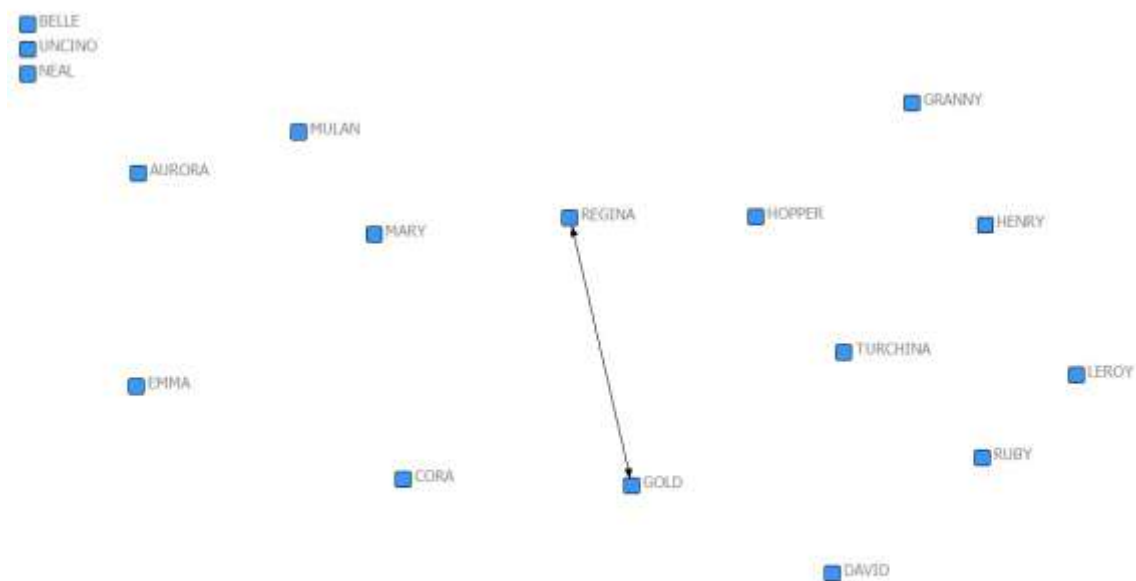 BELLE
UNCINO
NEAL
GRANNY
MULAN
AURORA
REGINA
HOPPER
HENRY
MARY
TURCHINA
LEROY
EMMA
RUBY
CORA
GOLD
DAVID